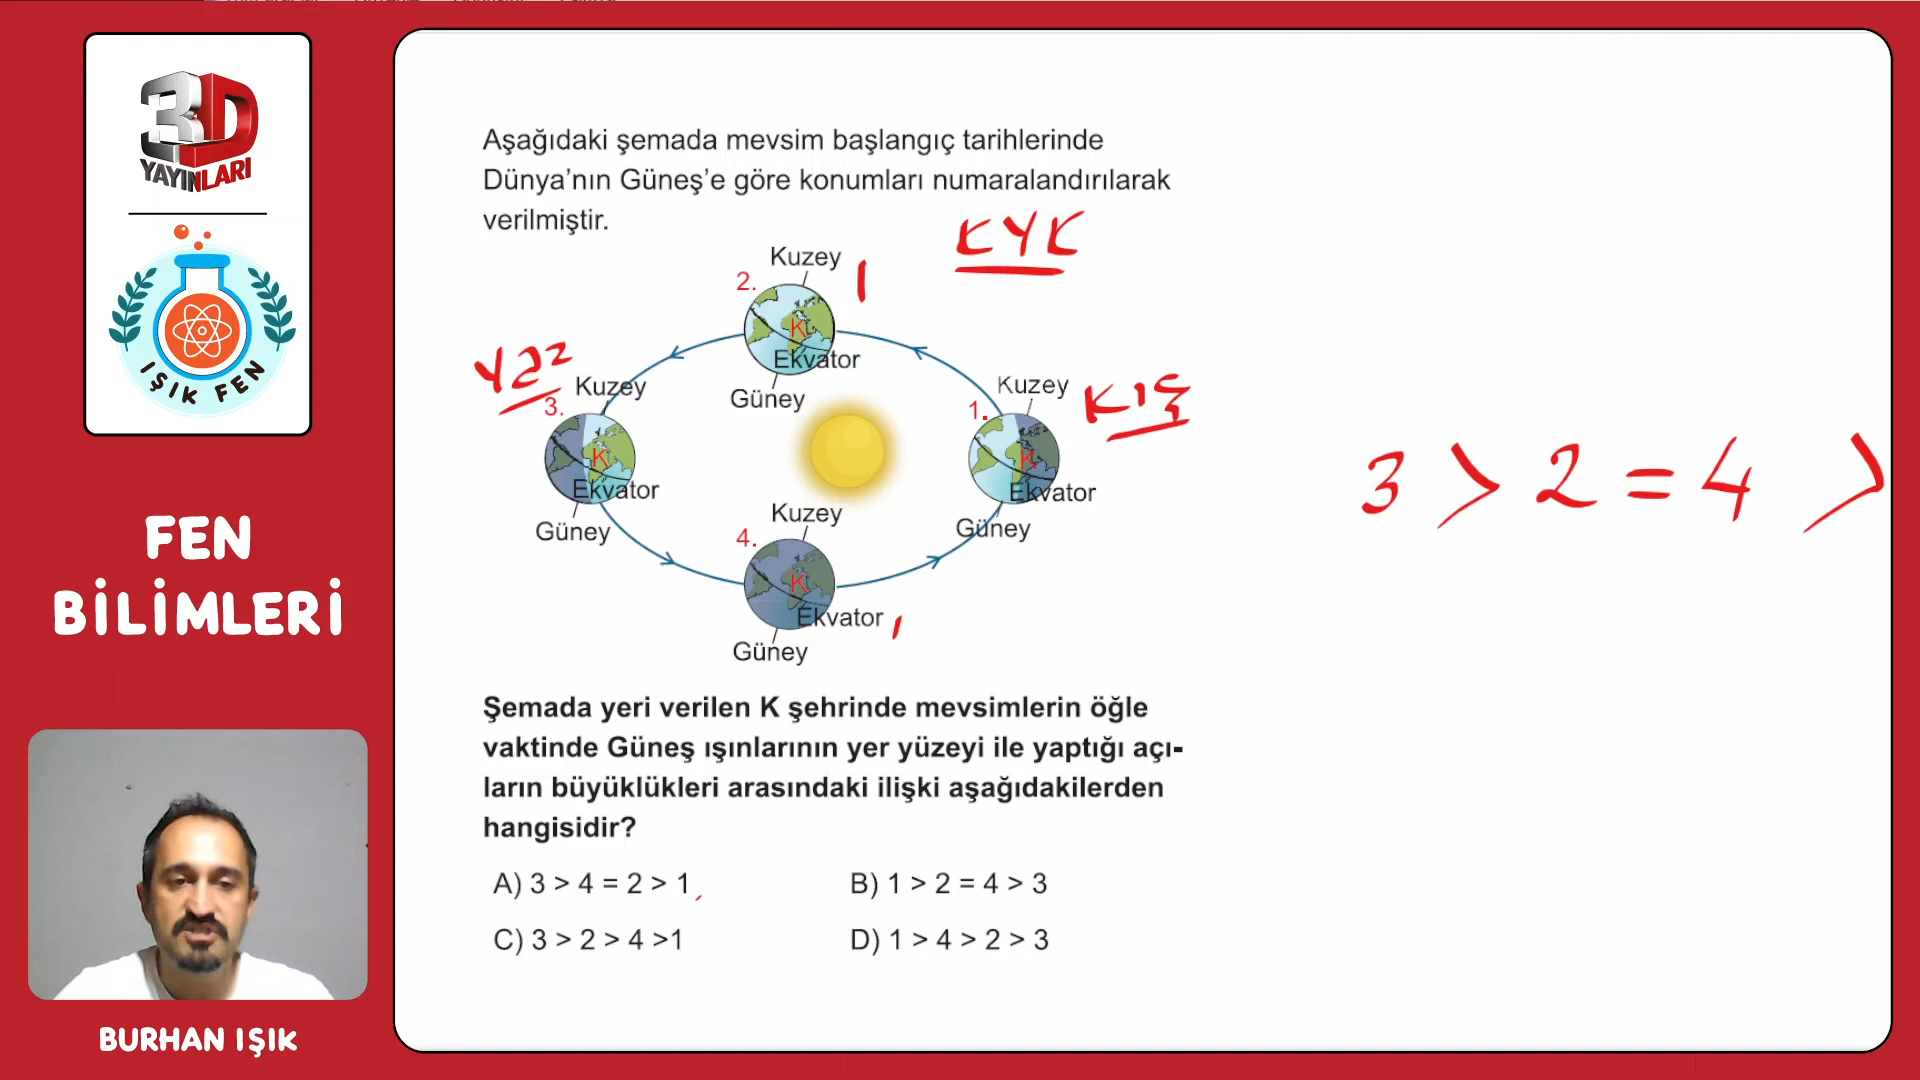 3D
YAYINLARI
IŞIK FEN
FEN
BİLİMLERİ
BURHAN IŞIK
Aşağıdaki şemada mevsim başlangıç tarihlerinde
Dünya'nın Güneş'e göre konumları numaralandırılarak
verilmiştir.
KYK
Kuzey
2.
K
Ekvator
Güney
Yaz
Kuzey
3.
K
Ekvator
Güney
Kuzey
1.
KIŞ
K
Ekvator
Güney
Kuzey
4.
K
Ekvator
Güney
3 > 2 = 4 >
Şemada yeri verilen K şehrinde mevsimlerin öğle
vaktinde Güneş ışınlarının yer yüzeyi ile yaptığı açı-
ların büyüklükleri arasındaki ilişki aşağıdakilerden
hangisidir?
A) 3 > 4 = 2 > 1
B) 1 > 2 = 4 > 3
C) 3 > 2 > 4 >1
D) 1 > 4 > 2 > 3